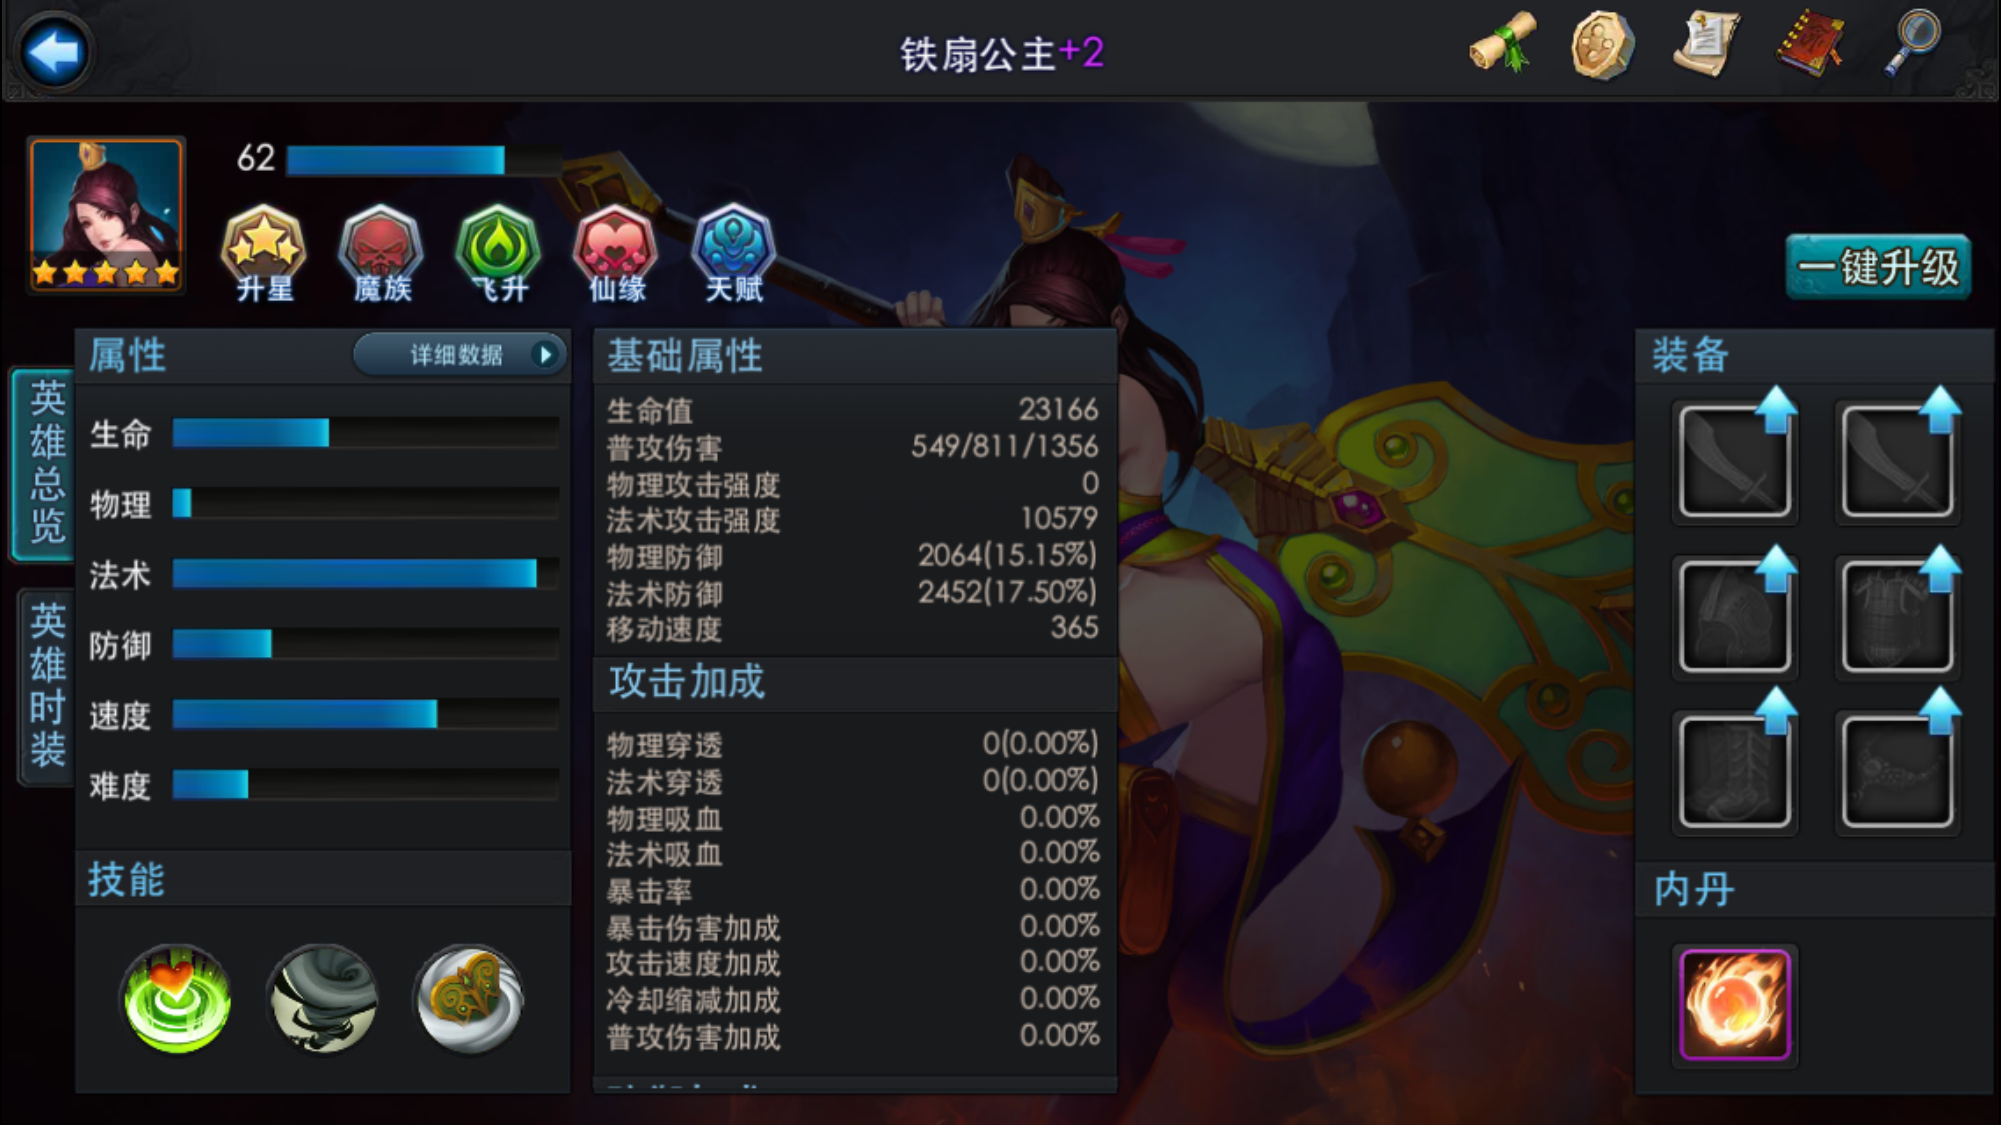 铁扇公主+2
62
升星
魔族
飞升
仙缘
天赋
一键升级
英雄总览
英雄时装
属性
详细数据
生命
物理
法术
防御
速度
难度
技能
基础属性
生命值 23166
普攻伤害 549/811/1356
物理攻击强度 0
法术攻击强度 10579
物理防御 2064(15.15%)
法术防御 2452(17.50%)
移动速度 365
攻击加成
物理穿透 0(0.00%)
法术穿透 0(0.00%)
物理吸血 0.00%
法术吸血 0.00%
暴击率 0.00%
暴击伤害加成 0.00%
攻击速度加成 0.00%
冷却缩减加成 0.00%
普攻伤害加成 0.00%
装备
内丹